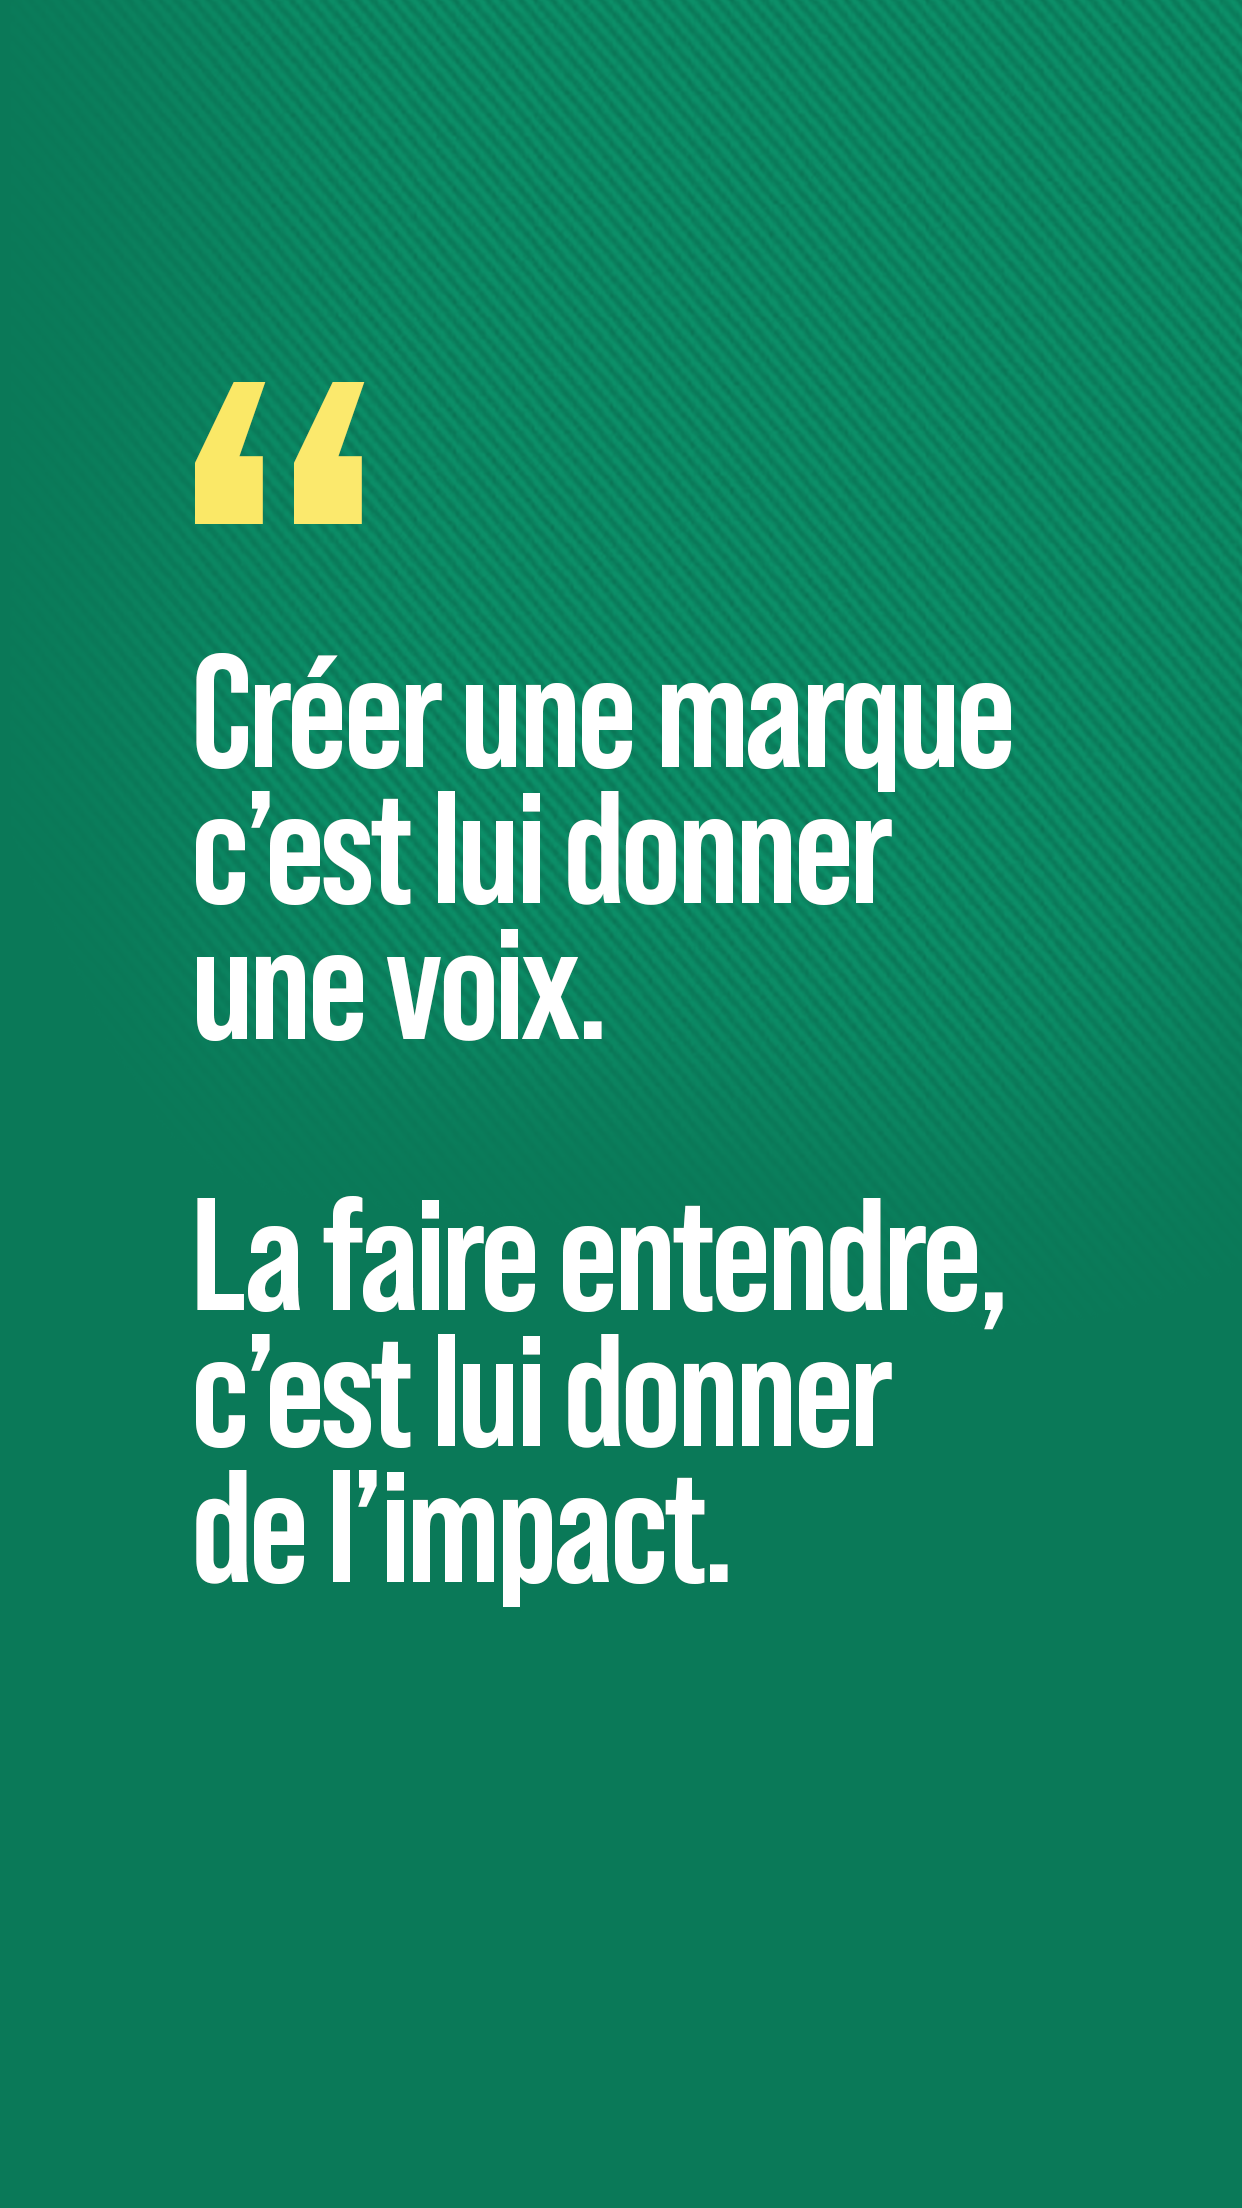 “
Créer une marque
c’est lui donner
une voix.
La faire entendre,
c’est lui donner
de l’impact.